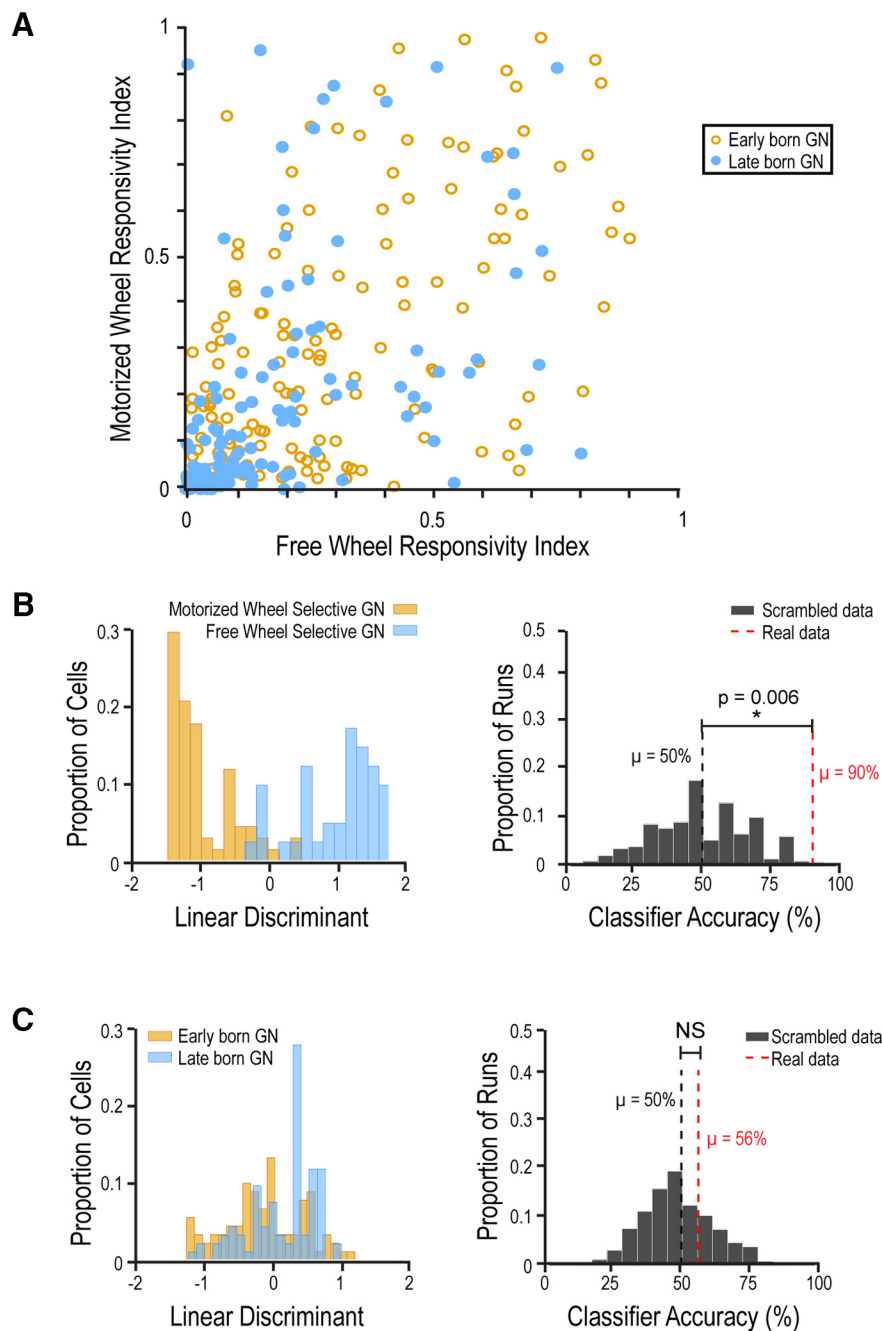 A
Motorized Wheel Responsivity Index
1
0.5
0
0
0.5
1
Free Wheel Responsivity Index
Early born GN
Late born GN
B
Motorized Wheel Selective GN
Free Wheel Selective GN
Proportion of Cells
0.3
0.2
0.1
0
-2
-1
0
1
2
Linear Discriminant
Scrambled data
Real data
Proportion of Runs
0.5
0.4
0.3
0.2
0.1
0
p = 0.006
*
μ = 50%
μ = 90%
0
25
50
75
100
Classifier Accuracy (%)
C
Early born GN
Late born GN
Proportion of Cells
0.3
0.2
0.1
0
-2
-1
0
1
2
Linear Discriminant
NS
Scrambled data
Real data
Proportion of Runs
0.5
0.4
0.3
0.2
0.1
0
μ = 50%
μ = 56%
0
25
50
75
100
Classifier Accuracy (%)